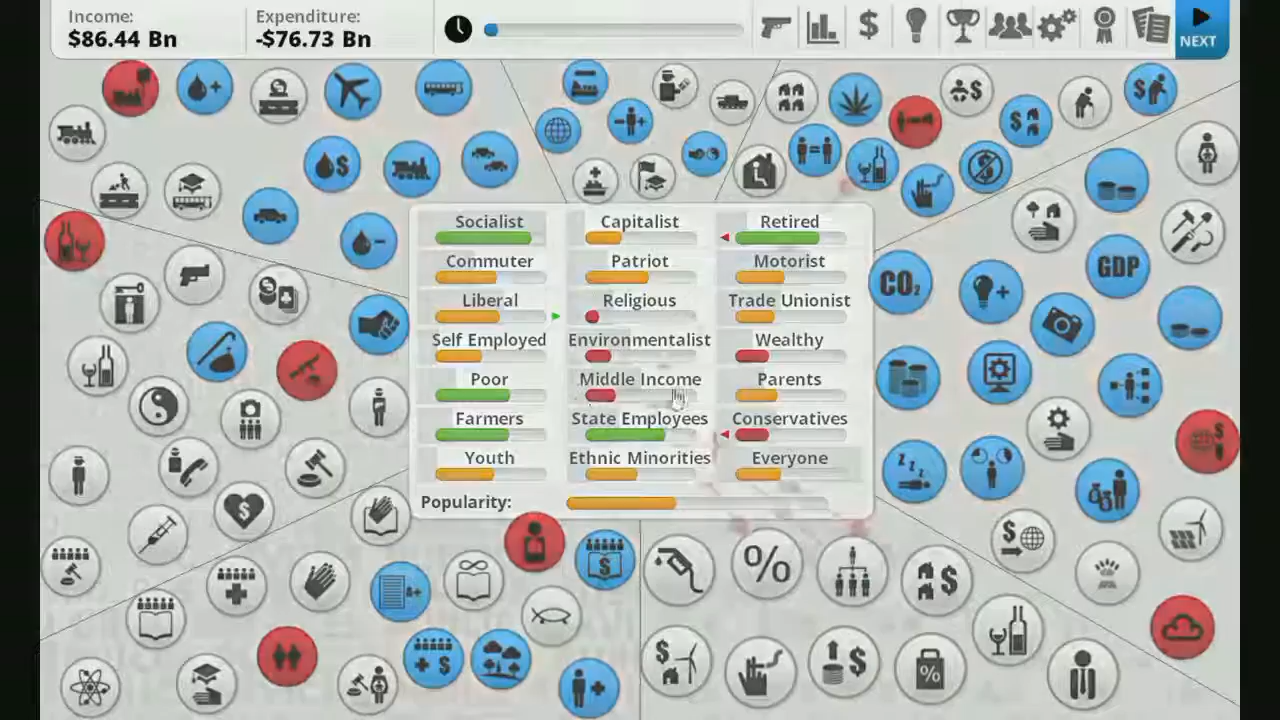 Income:
$86.44 Bn
Expenditure:
-$76.73 Bn
NEXT
Socialist
Capitalist
Retired
Commuter
Patriot
Motorist
Liberal
Religious
Trade Unionist
Self Employed
Environmentalist
Wealthy
Poor
Middle Income
Parents
Farmers
State Employees
Conservatives
Youth
Ethnic Minorities
Everyone
Popularity:
CO2
GDP